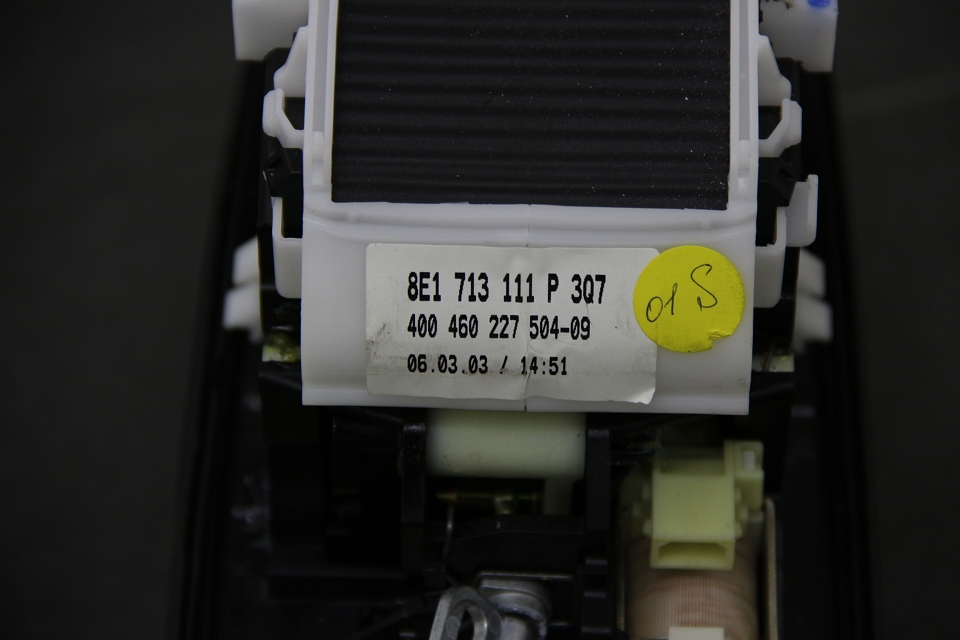 8E1 713 111 P 3Q7
400 460 227 504-09
06.03.03 / 14:51
01 S